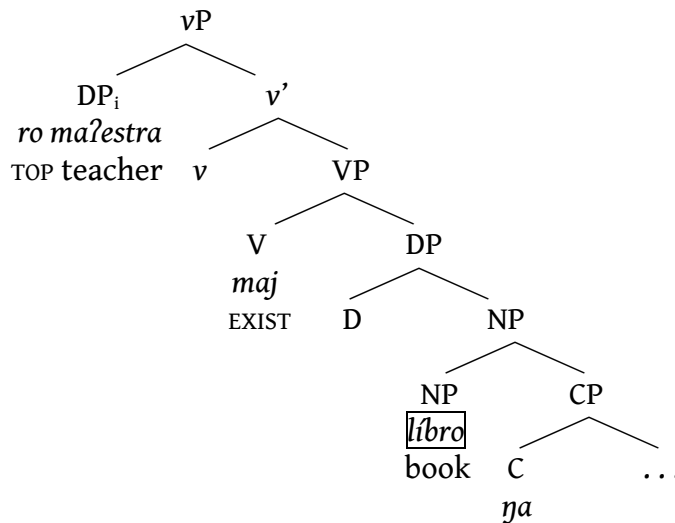 vP
DPᵢ v’
ro maʔestra
TOP teacher v VP
V DP
maj
EXIST D NP
NP CP
líbro
book C ...
ŋa